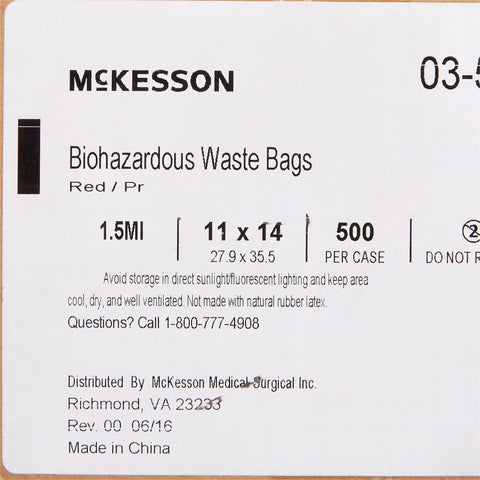 McKESSON
03-5
Biohazardous Waste Bags
Red / Pr
1.5MI
11 x 14
500
2
27.9 x 35.5
PER CASE
DO NOT R
Avoid storage in direct sunlight/fluorescent lighting and keep area
cool, dry, and well ventilated. Not made with natural rubber latex.
Questions? Call 1-800-777-4908
Distributed By McKesson Medical-Surgical Inc.
Richmond, VA 23233
Rev. 00 06/16
Made in China